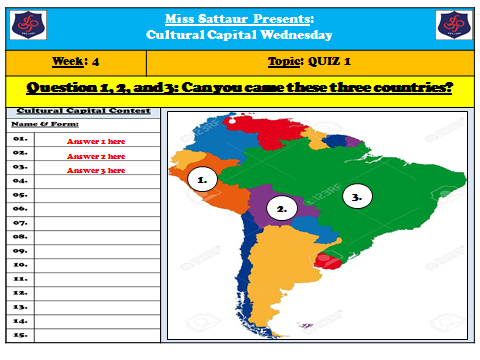 Miss Sattaur Presents:
Cultural Capital Wednesday
Week: 4
Topic: QUIZ 1
Question 1, 2, and 3: Can you came these three countries?
Cultural Capital Contest
Name & Form:
01. Answer 1 here
02. Answer 2 here
03. Answer 3 here
04.
05.
06.
07.
08.
09.
10.
11.
12.
13.
14.
15.
1.
2.
3.